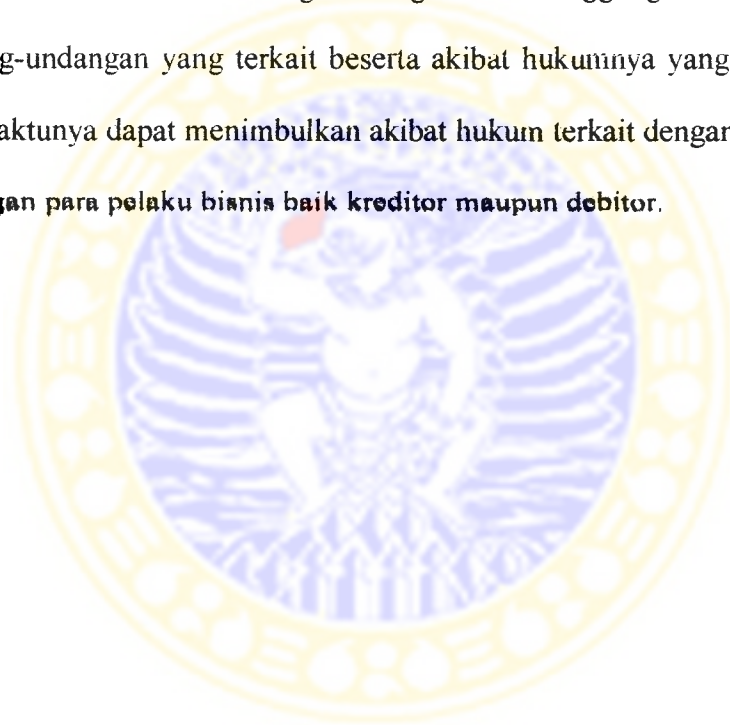 g-undangan yang terkait beserta akibat hukumnya yang
aktunya dapat menimbulkan akibat hukum terkait dengan
gan para pelaku bisnis baik kreditor maupun debitor.